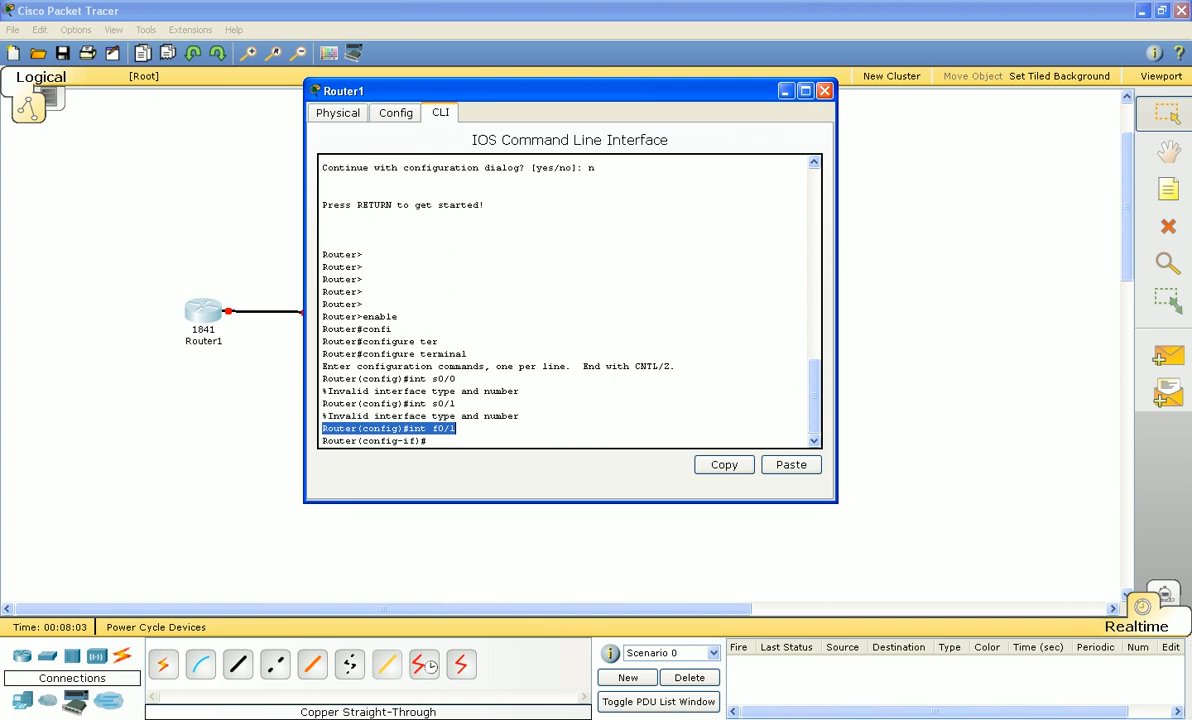 Cisco Packet Tracer
File Edit Options View Tools Extensions Help
Logical [Root] New Cluster Move Object Set Tiled Background Viewport
Router1
Physical Config CLI
IOS Command Line Interface
Continue with configuration dialog? [yes/no]: n
Press RETURN to get started!
Router>
Router>
Router>
Router>
Router>
Router>enable
Router#confi
Router#configure ter
Router#configure terminal
Enter configuration commands, one per line. End with CNTL/Z.
Router(config)#int s0/0
%Invalid interface type and number
Router(config)#int s0/1
%Invalid interface type and number
Router(config)#int f0/1
Router(config-if)#
Copy Paste
1841
Router1
Time: 00:08:03 Power Cycle Devices
Realtime
Connections
Copper Straight-Through
Scenario 0
New Delete
Toggle PDU List Window
Fire Last Status Source Destination Type Color Time (sec) Periodic Num Edit